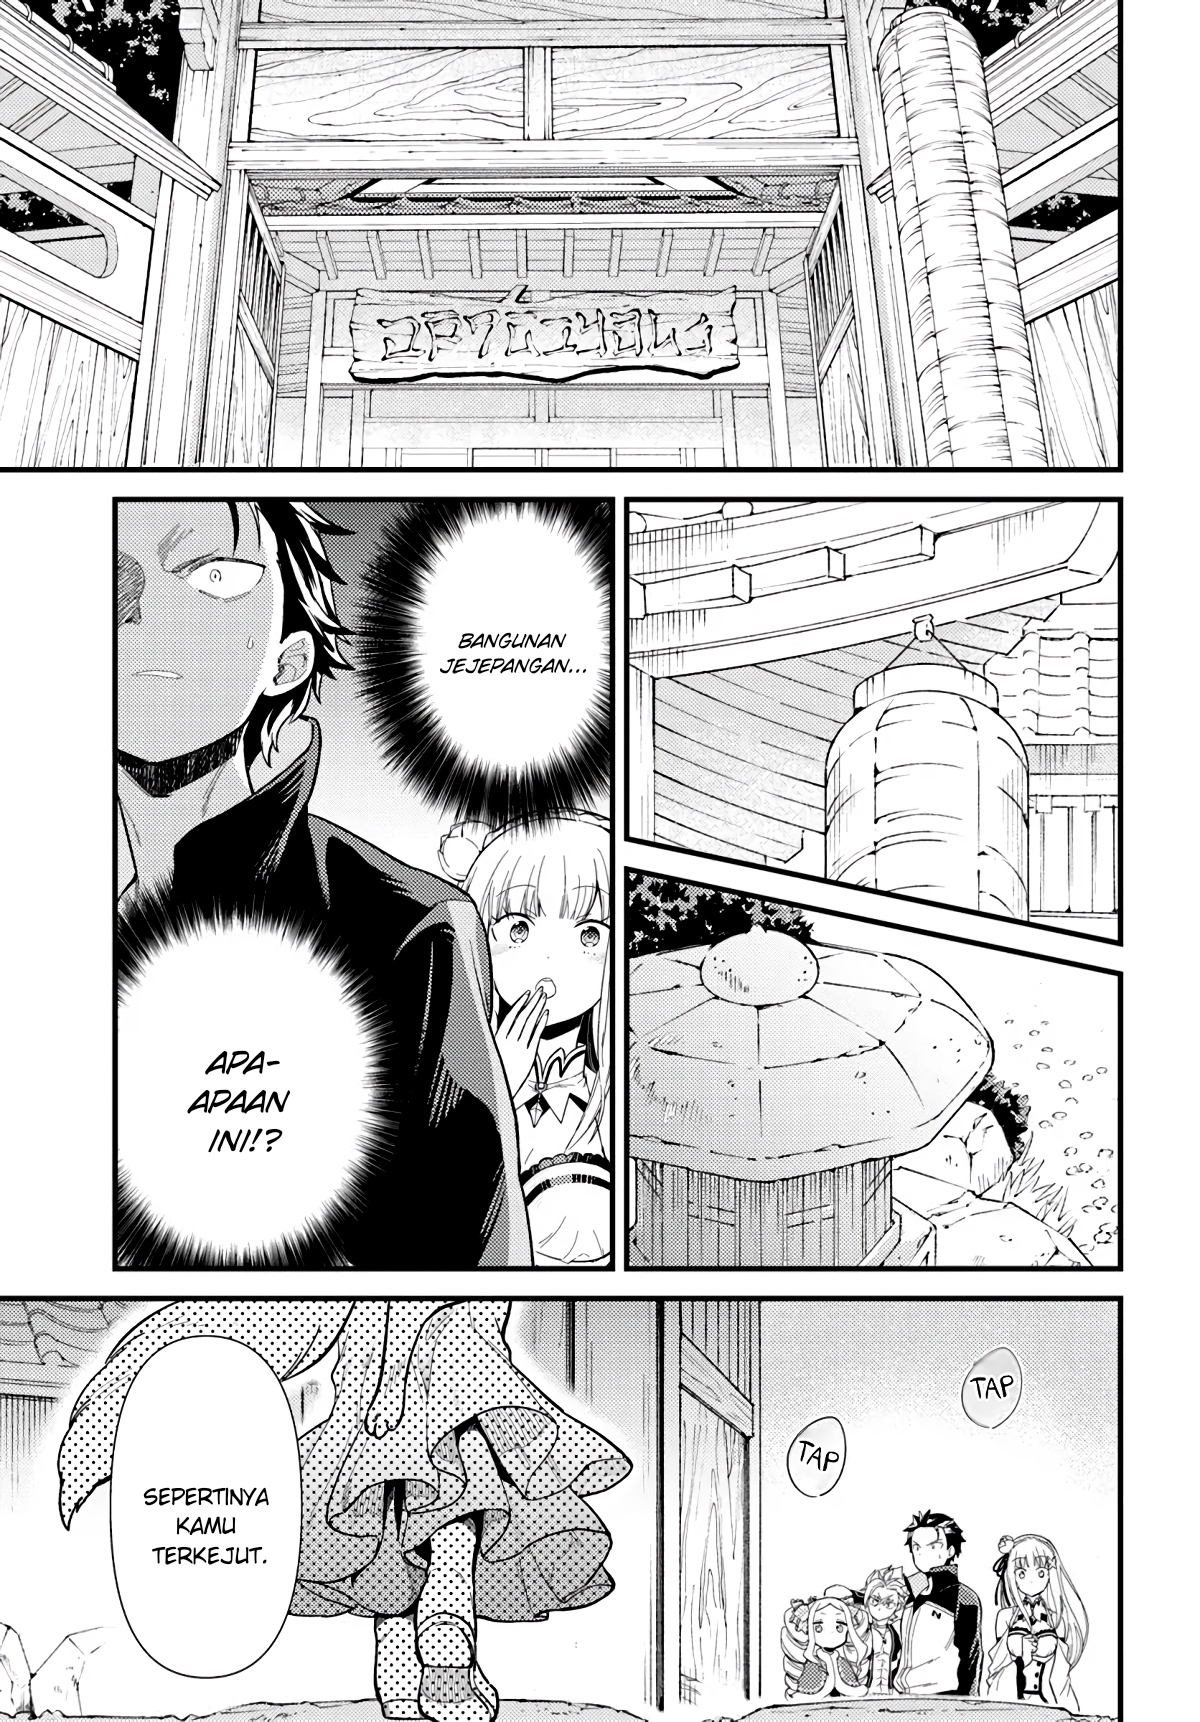 BANGUNAN
JEJEPANGAN...
APA-
APAAN
INI!?
TAP
TAP
SEPERTINYA
KAMU
TERKEJUT.
N